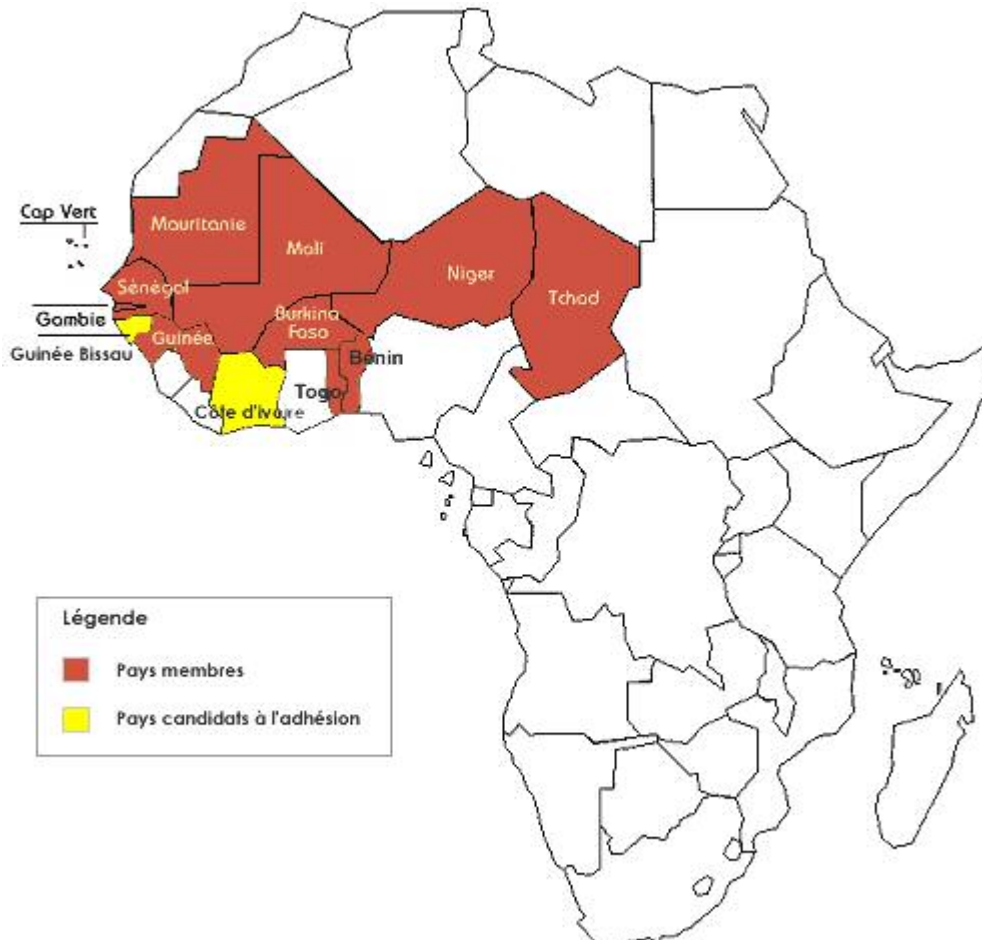 Cap Vert
Mauritanie
Mali
Niger
Tchad
Sénégal
Gambie
Guinée
Burkina
Faso
Guinée Bissau
Bénin
Togo
Côte d'ivoire
Légende
Pays membres
Pays candidats à l'adhésion